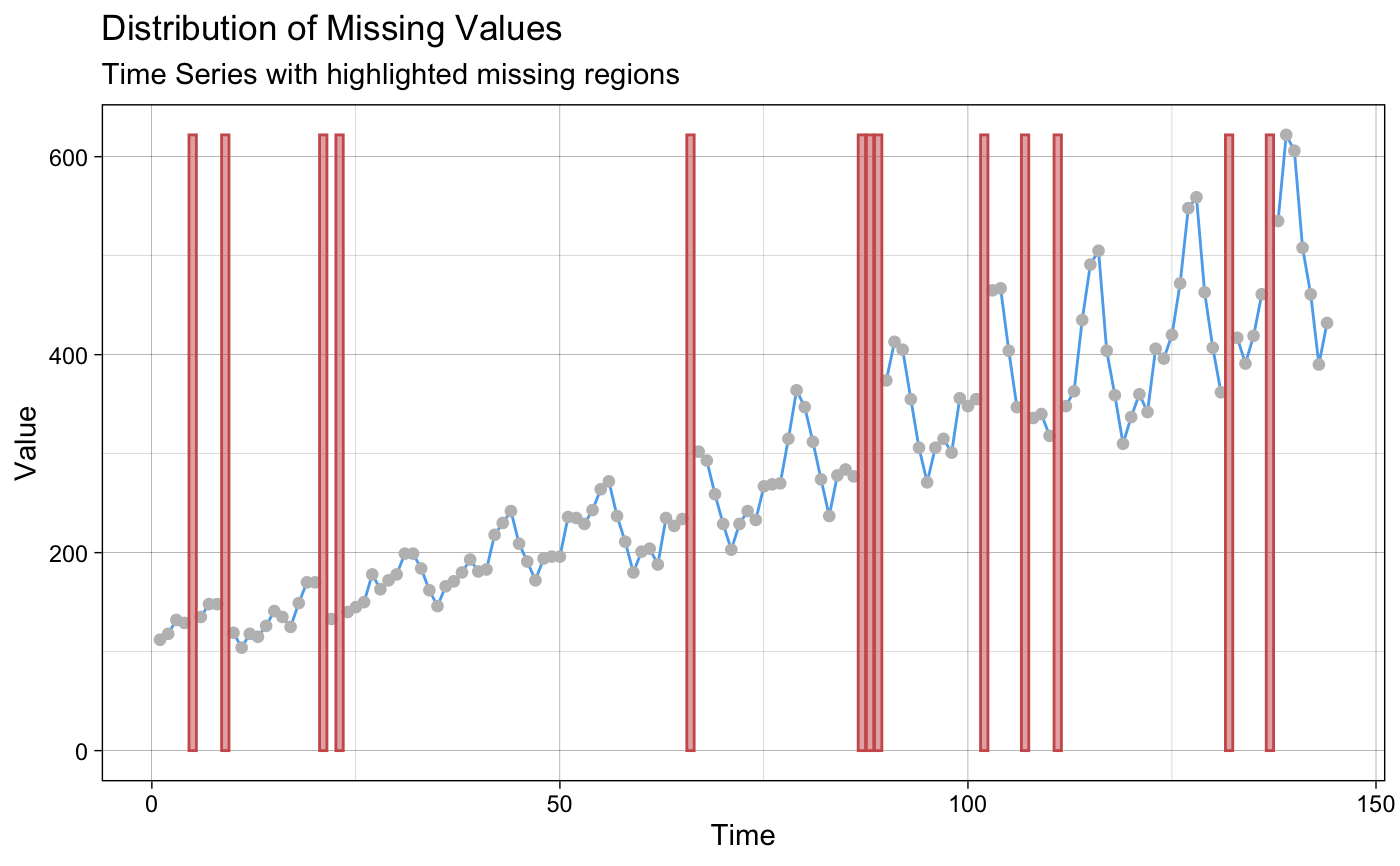 Distribution of Missing Values
Time Series with highlighted missing regions
600
400
200
0
Value
0 50 100 150
Time